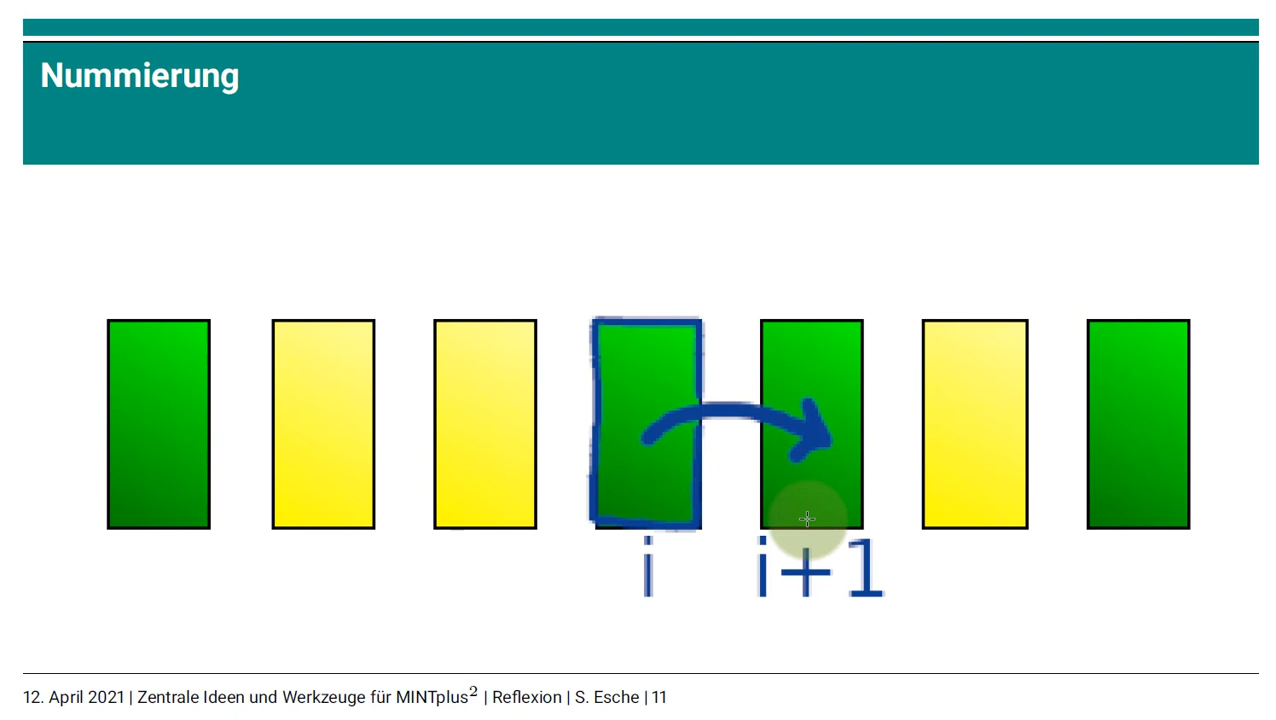 Nummierung
i i+1
12. April 2021 | Zentrale Ideen und Werkzeuge für MINTplus² | Reflexion | S. Esche | 11